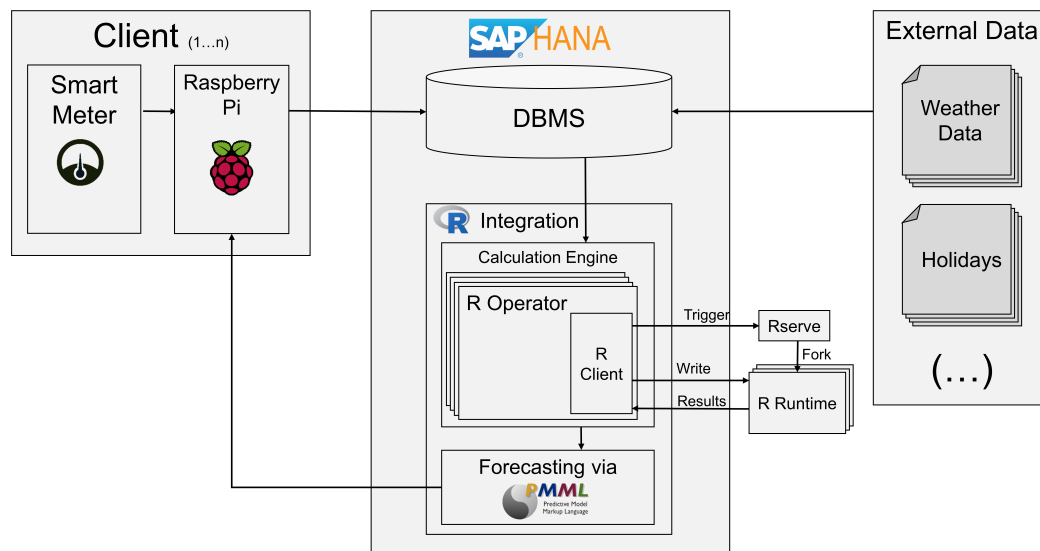 Client (1...n)
Smart
Meter
Raspberry
Pi
SAP HANA
®
DBMS
R Integration
Calculation Engine
R Operator
R
Client
Trigger
Rserve
Fork
Write
Results
R Runtime
Forecasting via
PMML
Predictive Model
Markup Language
External Data
Weather
Data
Holidays
(...)